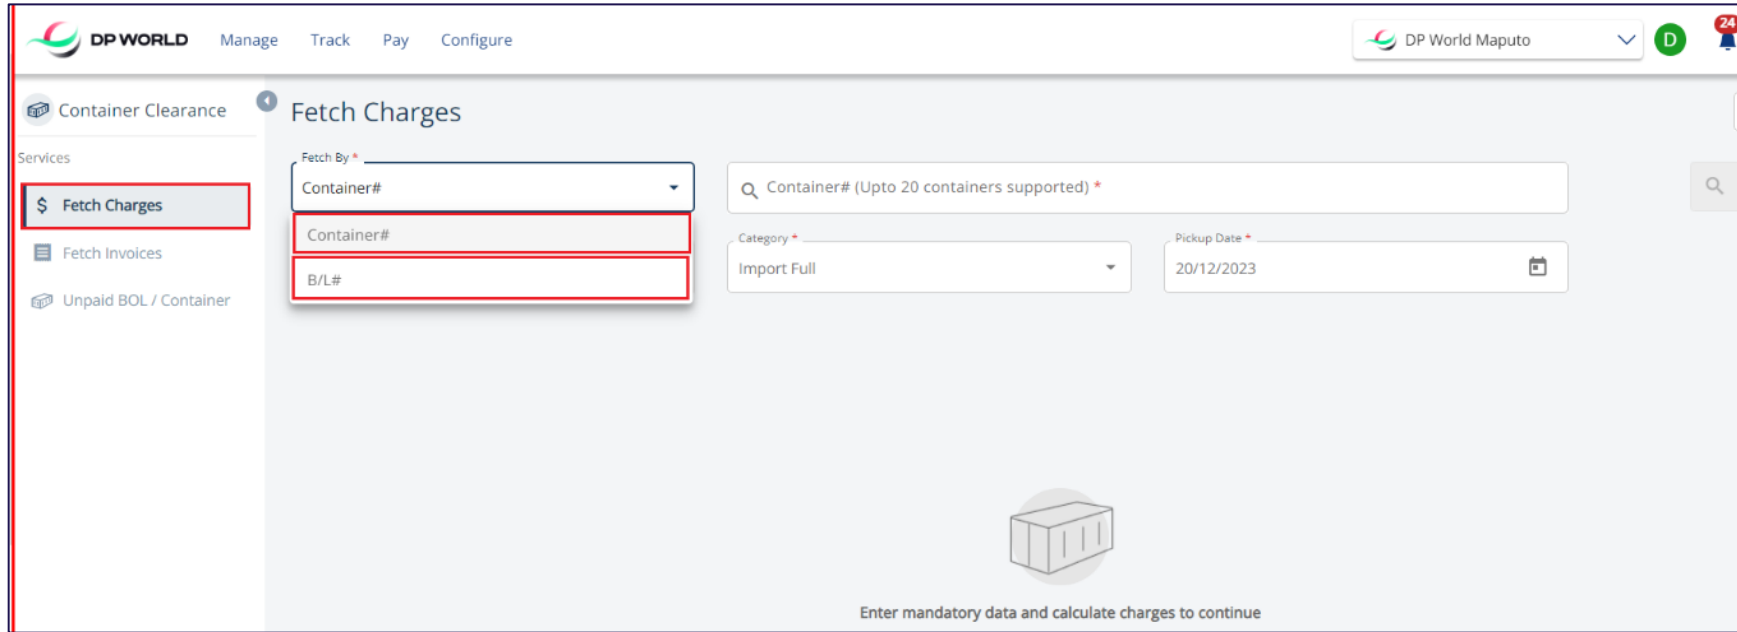 DP WORLD Manage Track Pay Configure DP World Maputo D 24
Container Clearance
Fetch Charges
Services
Fetch By *
Container#
Container# (Upto 20 containers supported) *
$ Fetch Charges
Container#
Category *
Pickup Date *
Fetch Invoices
B/L#
Import Full
20/12/2023
Unpaid BOL / Container
Enter mandatory data and calculate charges to continue